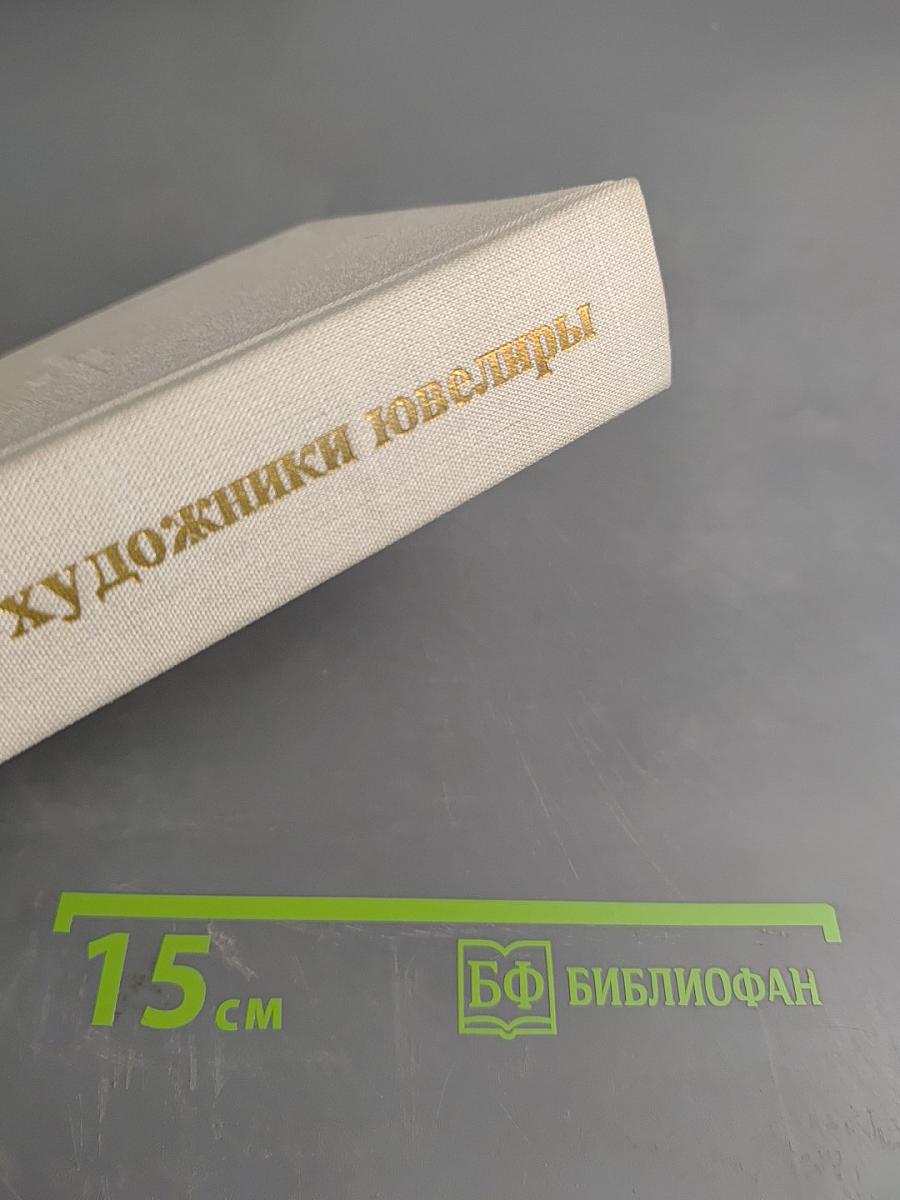 художники ювелиры
15 см
БФ БИБЛИОФАН